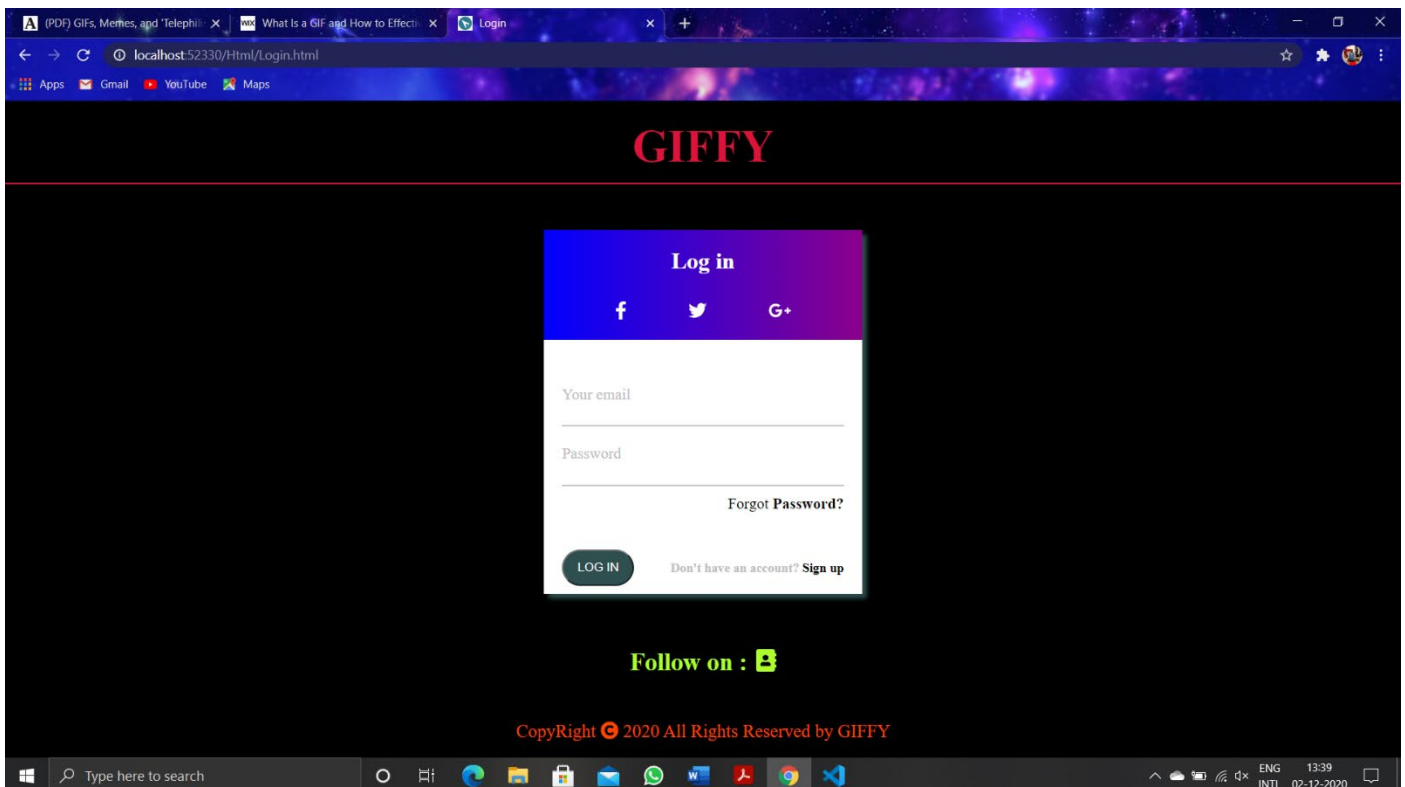 (PDF) GIFs, Memes, and 'Telephili
WIX What Is a GIF and How to Effecti
Login
localhost:52330/Html/Login.html
Apps Gmail YouTube Maps
GIFFY
Log in
f G+
Your email
Password
Forgot Password?
LOG IN Don't have an account? Sign up
Follow on :
CopyRight C 2020 All Rights Reserved by GIFFY
Type here to search
ENG 13:39
INTL 02-12-2020